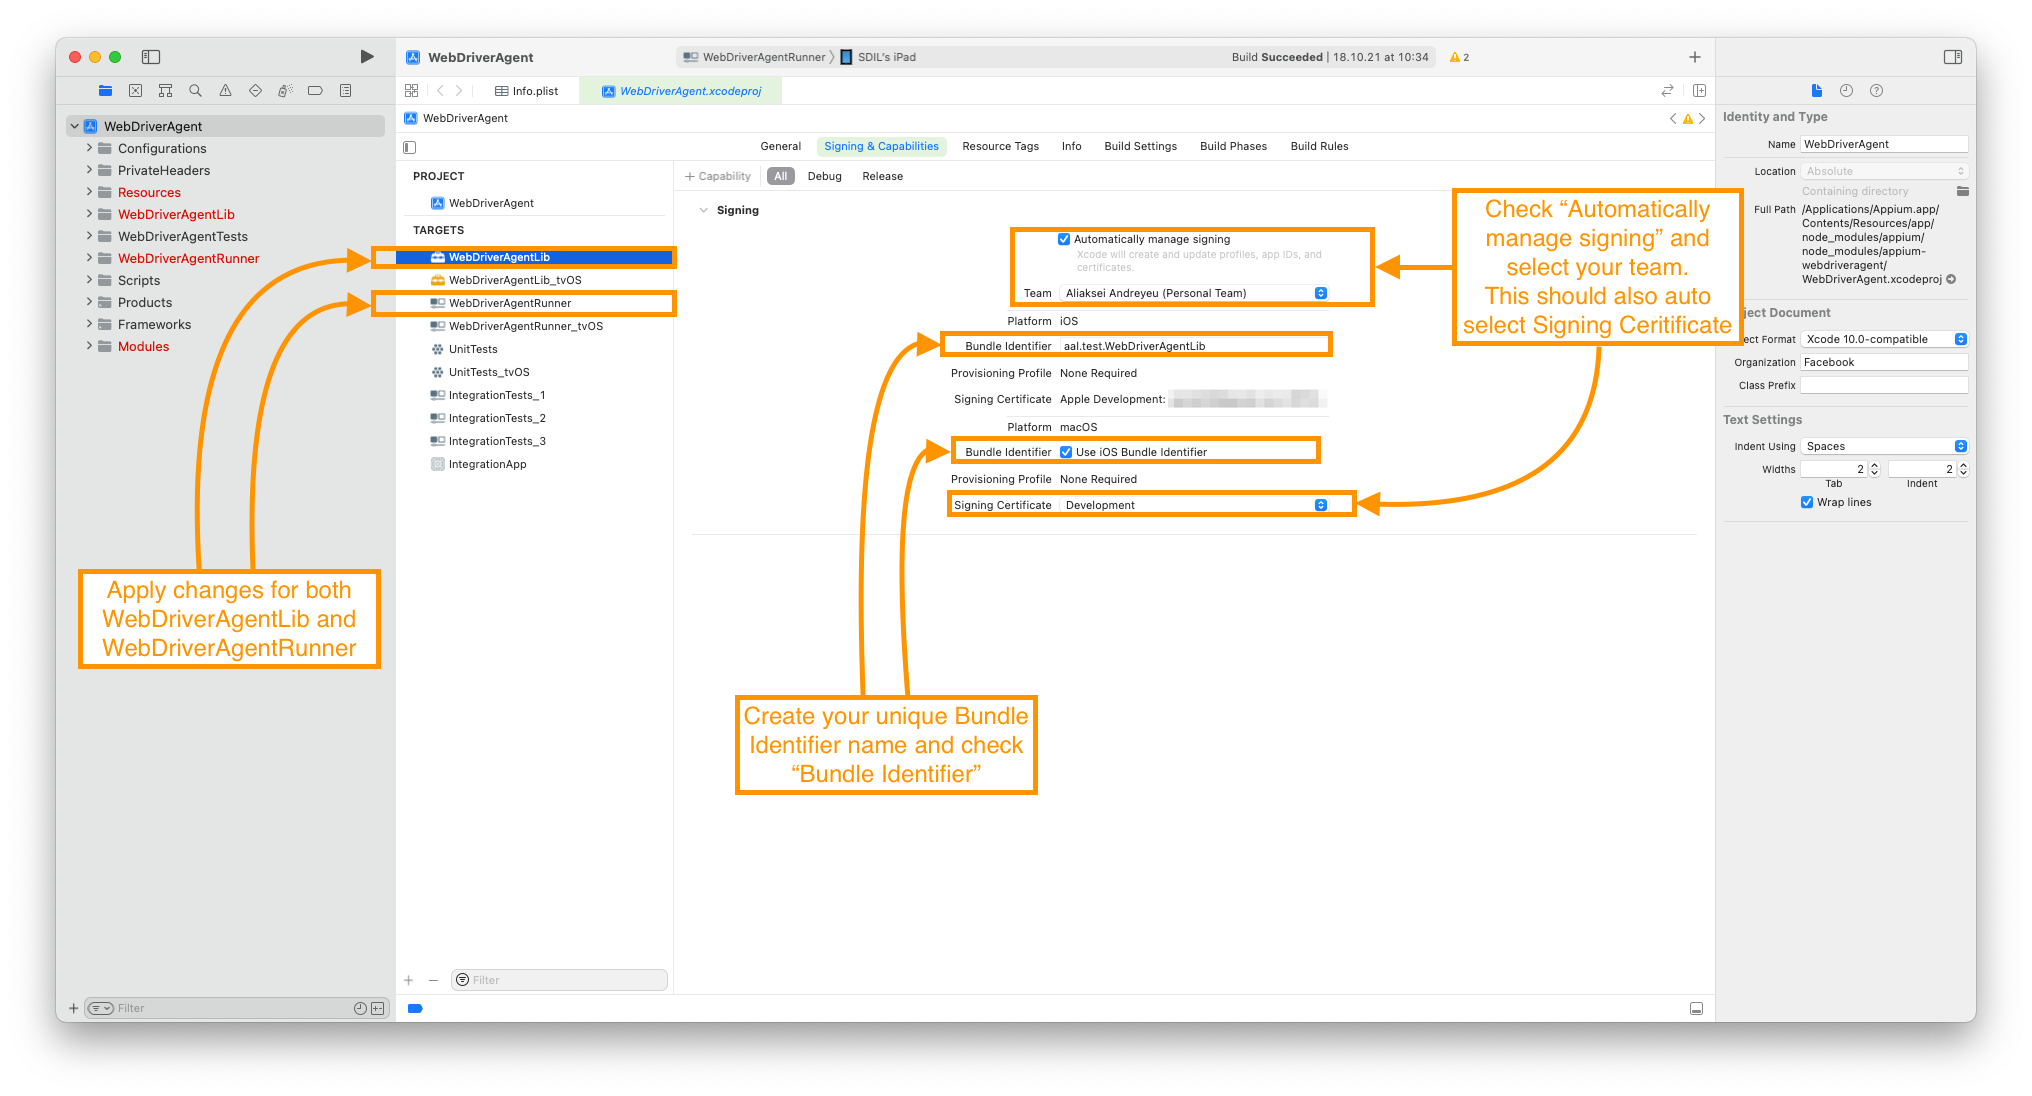 WebDriverAgent
WebDriverAgentRunner
SDIL's iPad
Build Succeeded | 18.10.21 at 10:34
2
Info.plist
WebDriverAgent.xcodeproj
WebDriverAgent
WebDriverAgent
Configurations
PrivateHeaders
Resources
WebDriverAgentLib
WebDriverAgentTests
WebDriverAgentRunner
Scripts
Products
Frameworks
Modules
Apply changes for both
WebDriverAgentLib and
WebDriverAgentRunner
Filter
PROJECT
WebDriverAgent
TARGETS
WebDriverAgentLib
WebDriverAgentLib_tvOS
WebDriverAgentRunner
WebDriverAgentRunner_tvOS
UnitTests
UnitTests_tvOS
IntegrationTests_1
IntegrationTests_2
IntegrationTests_3
IntegrationApp
Filter
General
Signing & Capabilities
Resource Tags
Info
Build Settings
Build Phases
Build Rules
+ Capability
All
Debug
Release
Signing
Automatically manage signing
Xcode will create and update profiles, app IDs, and
certificates.
Team Aliaksei Andreyeu (Personal Team)
Platform iOS
Bundle Identifier aal.test.WebDriverAgentLib
Provisioning Profile None Required
Signing Certificate Apple Development:
Platform macOS
Bundle Identifier Use iOS Bundle Identifier
Provisioning Profile None Required
Signing Certificate Development
Create your unique Bundle
Identifier name and check
“Bundle Identifier”
Check “Automatically
manage signing” and
select your team.
This should also auto
select Signing Ceritificate
Identity and Type
Name WebDriverAgent
Location Absolute
Containing directory
Full Path /Applications/Appium.app/
Contents/Resources/app/
node_modules/appium/
node_modules/appium-
webdriveragent/
WebDriverAgent.xcodeproj
ject Document
ect Format Xcode 10.0-compatible
Organization Facebook
Class Prefix
Text Settings
Indent Using Spaces
Widths 2 2
Tab Indent
Wrap lines